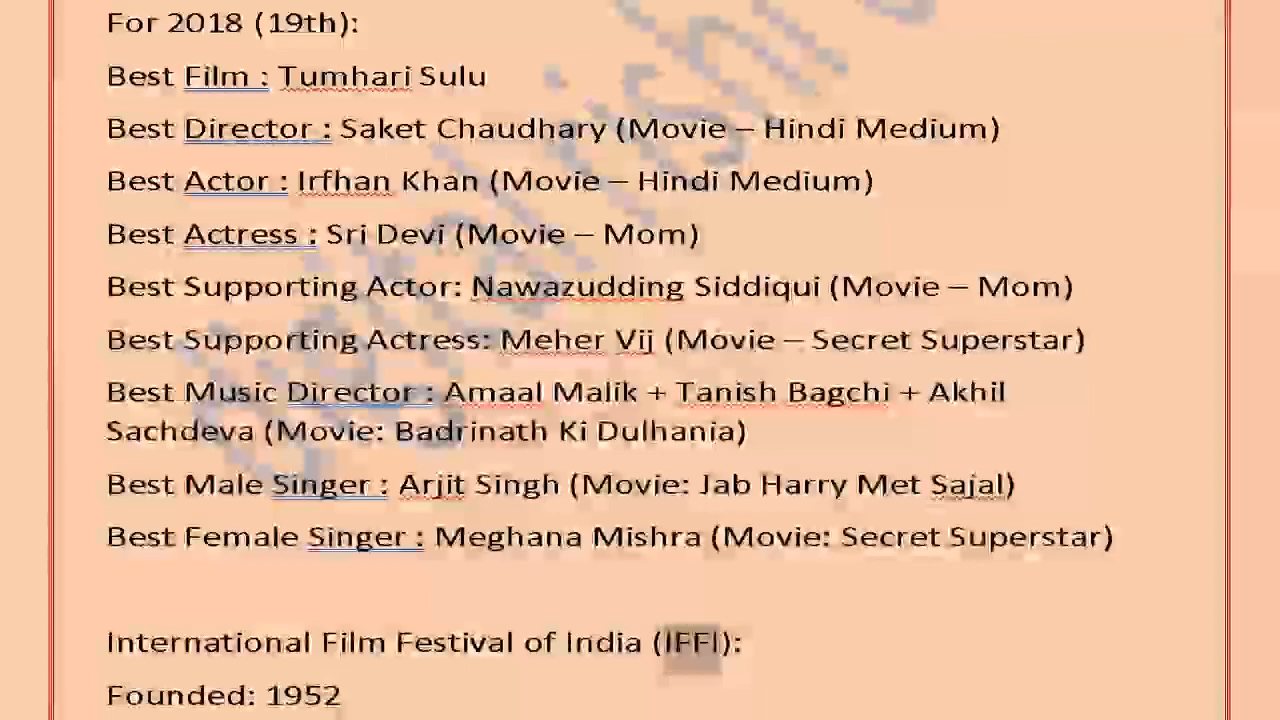 For 2018 (19th):
Best Film : Tumhari Sulu
Best Director : Saket Chaudhary (Movie – Hindi Medium)
Best Actor : Irfhan Khan (Movie – Hindi Medium)
Best Actress : Sri Devi (Movie – Mom)
Best Supporting Actor: Nawazudding Siddiqui (Movie – Mom)
Best Supporting Actress: Meher Vij (Movie – Secret Superstar)
Best Music Director : Amaal Malik + Tanish Bagchi + Akhil
Sachdeva (Movie: Badrinath Ki Dulhania)
Best Male Singer : Arjit Singh (Movie: Jab Harry Met Sajal)
Best Female Singer : Meghana Mishra (Movie: Secret Superstar)
International Film Festival of India (IFFI):
Founded: 1952